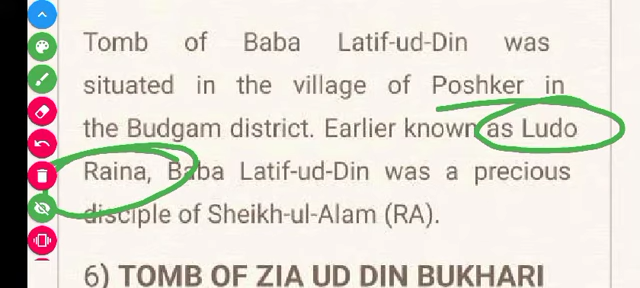 Tomb of Baba Latif-ud-Din was
situated in the village of Poshker in
the Budgam district. Earlier known as Ludo
Raina, Baba Latif-ud-Din was a precious
disciple of Sheikh-ul-Alam (RA).
6) TOMB OF ZIA UD DIN BUKHARI